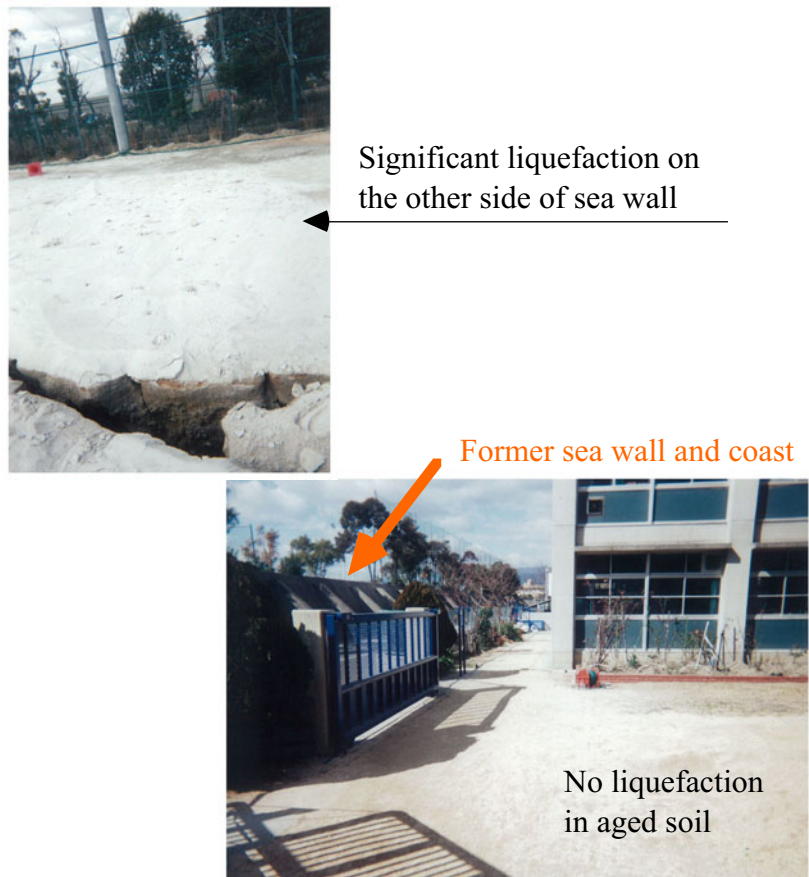 Significant liquefaction on
the other side of sea wall
Former sea wall and coast
No liquefaction
in aged soil